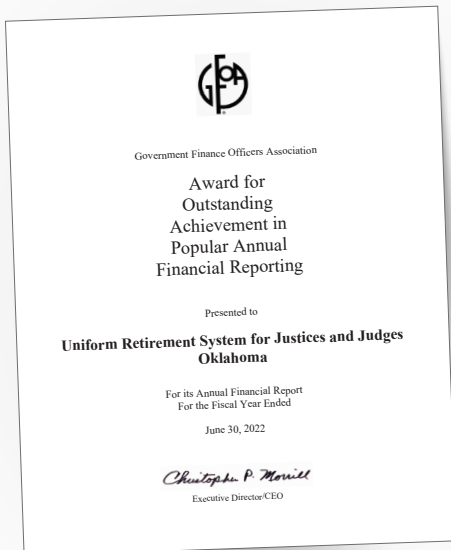 GFOA
Government Finance Officers Association
Award for
Outstanding
Achievement in
Popular Annual
Financial Reporting
Presented to
Uniform Retirement System for Justices and Judges
Oklahoma
For its Annual Financial Report
For the Fiscal Year Ended
June 30, 2022
Christopher P. Morrill
Executive Director/CEO